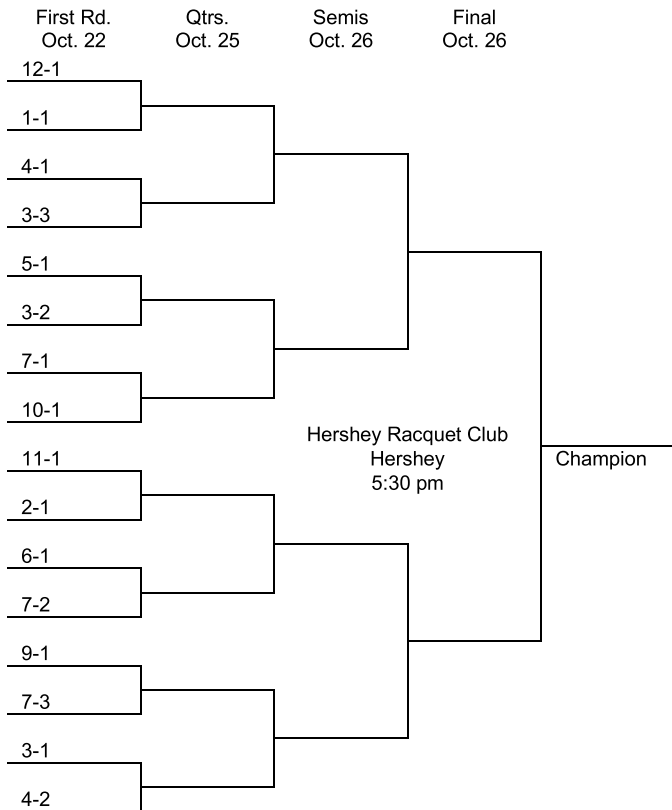 First Rd. Qtrs. Semis Final
Oct. 22 Oct. 25 Oct. 26 Oct. 26
12-1
1-1
4-1
3-3
5-1
3-2
7-1
10-1
Hershey Racquet Club
Hershey
5:30 pm
Champion
11-1
2-1
6-1
7-2
9-1
7-3
3-1
4-2